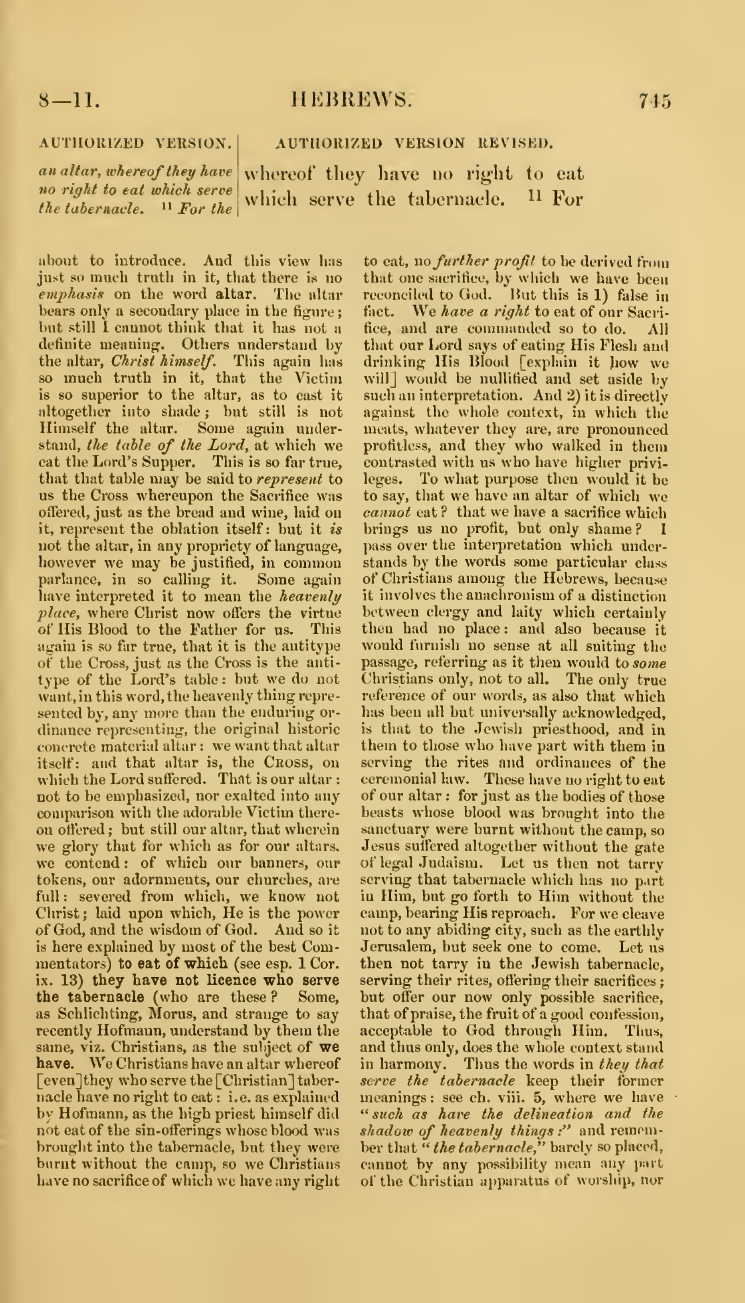 8—11.
HEBREWS.
745
AUTHORIZED VERSION.
an altar, whereof they have
no right to eat which serve
the tabernacle. 11 For the
AUTHORIZED VERSION REVISED.
whereof they have no right to eat
which serve the tabernacle. 11 For
about to introduce. And this view has
just so much truth in it, that there is no
emphasis on the word altar. The altar
bears only a secondary place in the figure;
but still I cannot think that it has not a
definite meaning. Others understand by
the altar, Christ himself. This again has
so much truth in it, that the Victim
is so superior to the altar, as to cast it
altogether into shade; but still is not
Himself the altar. Some again under-
stand, the table of the Lord, at which we
eat the Lord's Supper. This is so far true,
that that table may be said to represent to
us the Cross whereupon the Sacrifice was
offered, just as the bread and wine, laid on
it, represent the oblation itself: but it is
not the altar, in any propriety of language,
however we may be justified, in common
parlance, in so calling it. Some again
have interpreted it to mean the heavenly
place, where Christ now offers the virtue
of His Blood to the Father for us. This
again is so far true, that it is the antitype
of the Cross, just as the Cross is the anti-
type of the Lord's table: but we do not
want, in this word, the heavenly thing repre-
sented by, any more than the enduring or-
dinance representing, the original historic
concrete material altar: we want that altar
itself: and that altar is, the CROSS, on
which the Lord suffered. That is our altar:
not to be emphasized, nor exalted into any
comparison with the adorable Victim there-
on offered; but still our altar, that wherein
we glory that for which as for our altars,
we contend: of which our banners, our
tokens, our adornments, our churches, are
full: severed from which, we know not
Christ; laid upon which, He is the power
of God, and the wisdom of God. And so it
is here explained by most of the best Com-
mentators) to eat of which (see esp. 1 Cor.
ix. 13) they have not licence who serve
the tabernacle (who are these? Some,
as Schlichting, Morus, and strange to say
recently Hofmann, understand by them the
same, viz. Christians, as the subject of we
have. We Christians have an altar whereof
[even] they who serve the [Christian] taber-
nacle have no right to eat: i.e. as explained
by Hofmann, as the high priest himself did
not eat of the sin-offerings whose blood was
brought into the tabernacle, but they were
burnt without the camp, so we Christians
have no sacrifice of which we have any right
to eat, no further profit to be derived from
that one sacrifice, by which we have been
reconciled to God. But this is 1) false in
fact. We have a right to eat of our Sacri-
fice, and are commanded so to do. All
that our Lord says of eating His Flesh and
drinking His Blood [explain it how we
will] would be nullified and set aside by
such an interpretation. And 2) it is directly
against the whole context, in which the
meats, whatever they are, are pronounced
profitless, and they who walked in them
contrasted with us who have higher privi-
leges. To what purpose then would it be
to say, that we have an altar of which we
cannot eat? that we have a sacrifice which
brings us no profit, but only shame? I
pass over the interpretation which under-
stands by the words some particular class
of Christians among the Hebrews, because
it involves the anachronism of a distinction
between clergy and laity which certainly
then had no place: and also because it
would furnish no sense at all suiting the
passage, referring as it then would to some
Christians only, not to all. The only true
reference of our words, as also that which
has been all but universally acknowledged,
is that to the Jewish priesthood, and in
them to those who have part with them in
serving the rites and ordinances of the
ceremonial law. These have no right to eat
of our altar: for just as the bodies of those
beasts whose blood was brought into the
sanctuary were burnt without the camp, so
Jesus suffered altogether without the gate
of legal Judaism. Let us then not tarry
serving that tabernacle which has no part
in Him, but go forth to Him without the
camp, bearing His reproach. For we cleave
not to any abiding city, such as the earthly
Jerusalem, but seek one to come. Let us
then not tarry in the Jewish tabernacle,
serving their rites, offering their sacrifices;
but offer our now only possible sacrifice,
that of praise, the fruit of a good confession,
acceptable to God through Him. Thus,
and thus only, does the whole context stand
in harmony. Thus the words in they that
serve the tabernacle keep their former
meanings: see ch. viii. 5, where we have
"such as have the delineation and the
shadow of heavenly things:" and remem-
ber that "the tabernacle," barely so placed,
cannot by any possibility mean any part
of the Christian apparatus of worship, nor